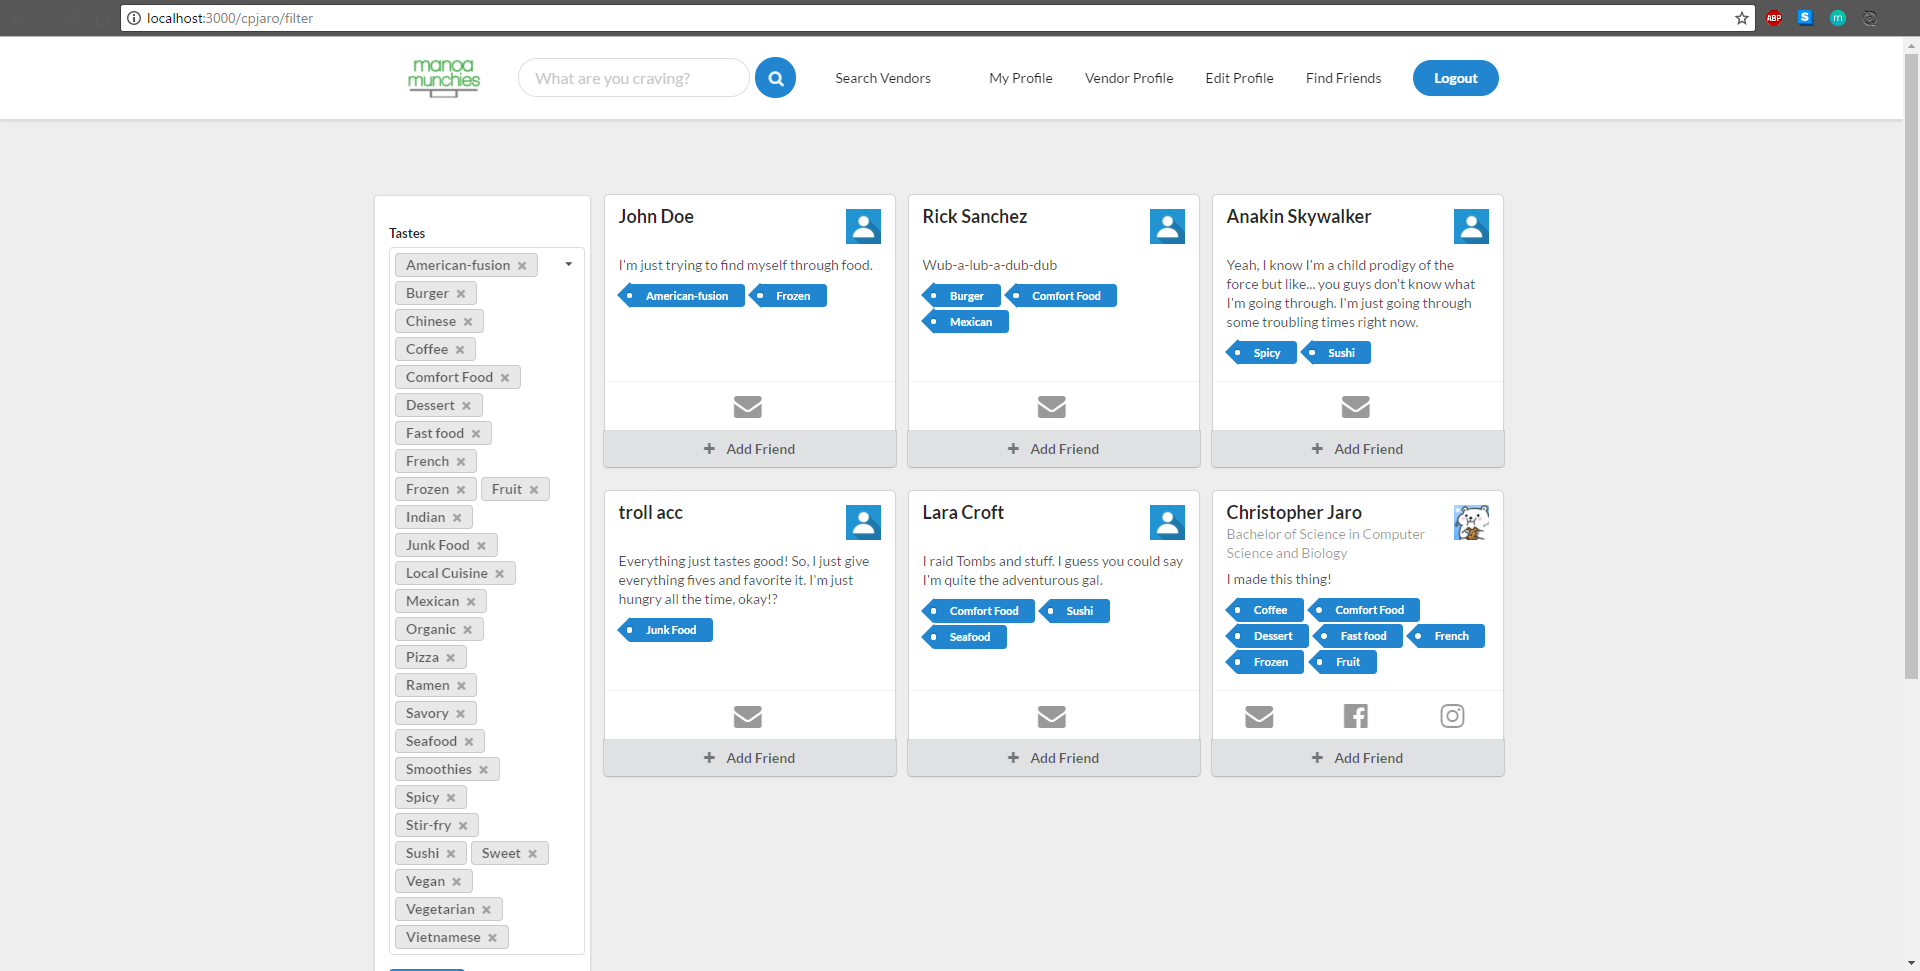 localhost:3000/cpjaro/filter
ABP
S
m
manoa
munchies
What are you craving?
Search Vendors
My Profile
Vendor Profile
Edit Profile
Find Friends
Logout
Tastes
American-fusion
Burger
Chinese
Coffee
Comfort Food
Dessert
Fast food
French
Frozen Fruit
Indian
Junk Food
Local Cuisine
Mexican
Organic
Pizza
Ramen
Savory
Seafood
Smoothies
Spicy
Stir-fry
Sushi Sweet
Vegan
Vegetarian
Vietnamese
John Doe
I'm just trying to find myself through food.
American-fusion Frozen
Add Friend
Rick Sanchez
Wub-a-lub-a-dub-dub
Burger Comfort Food
Mexican
Add Friend
Anakin Skywalker
Yeah, I know I'm a child prodigy of the
force but like... you guys don't know what
I'm going through. I'm just going through
some troubling times right now.
Spicy Sushi
Add Friend
troll acc
Everything just tastes good! So, I just give
everything fives and favorite it. I'm just
hungry all the time, okay!?
Junk Food
Add Friend
Lara Croft
I raid Tombs and stuff. I guess you could say
I'm quite the adventurous gal.
Comfort Food Sushi
Seafood
Add Friend
Christopher Jaro
Bachelor of Science in Computer
Science and Biology
I made this thing!
Coffee Comfort Food
Dessert Fast food French
Frozen Fruit
Add Friend